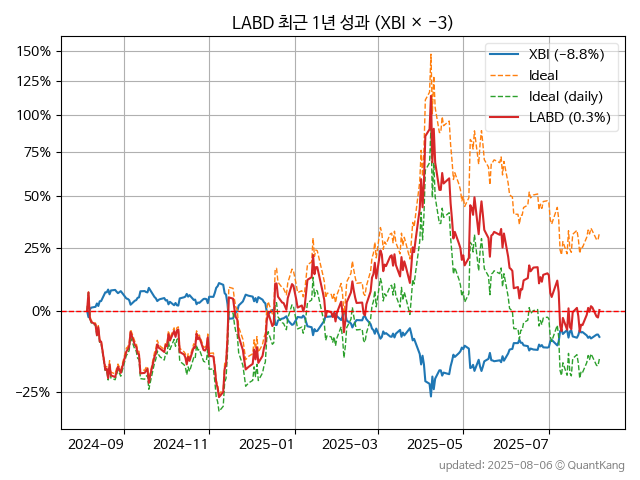 LABD 최근 1년 성과 (XBI × −3)
150%
125%
100%
75%
50%
25%
0%
−25%
XBI (−8.8%)
Ideal
Ideal (daily)
LABD (0.3%)
2024-09
2024-11
2025-01
2025-03
2025-05
2025-07
updated: 2025-08-06 © QuantKang